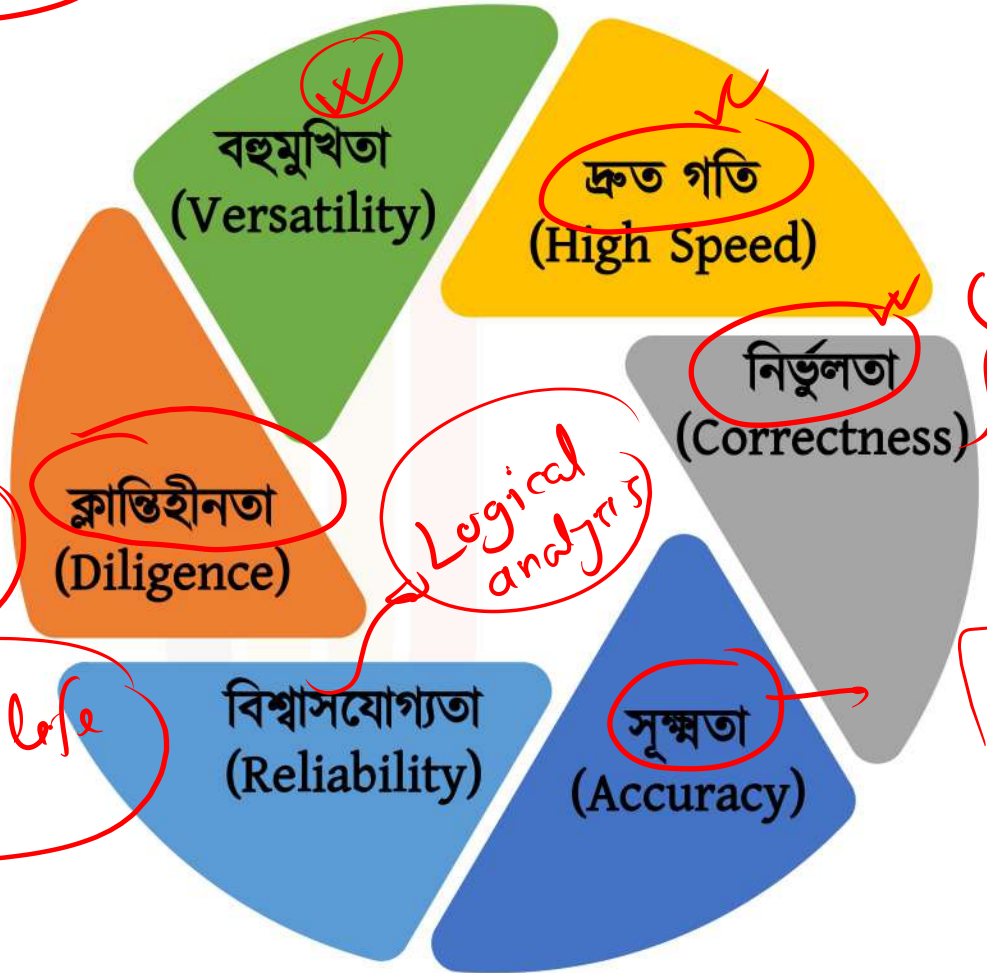 বহুমুখিতা
(Versatility)
দ্রুত গতি
(High Speed)
নির্ভুলতা
(Correctness)
ক্লান্তিহীনতা
(Diligence)
Logical
analysis
বিশ্বাসযোগ্যতা
(Reliability)
সূক্ষ্মতা
(Accuracy)